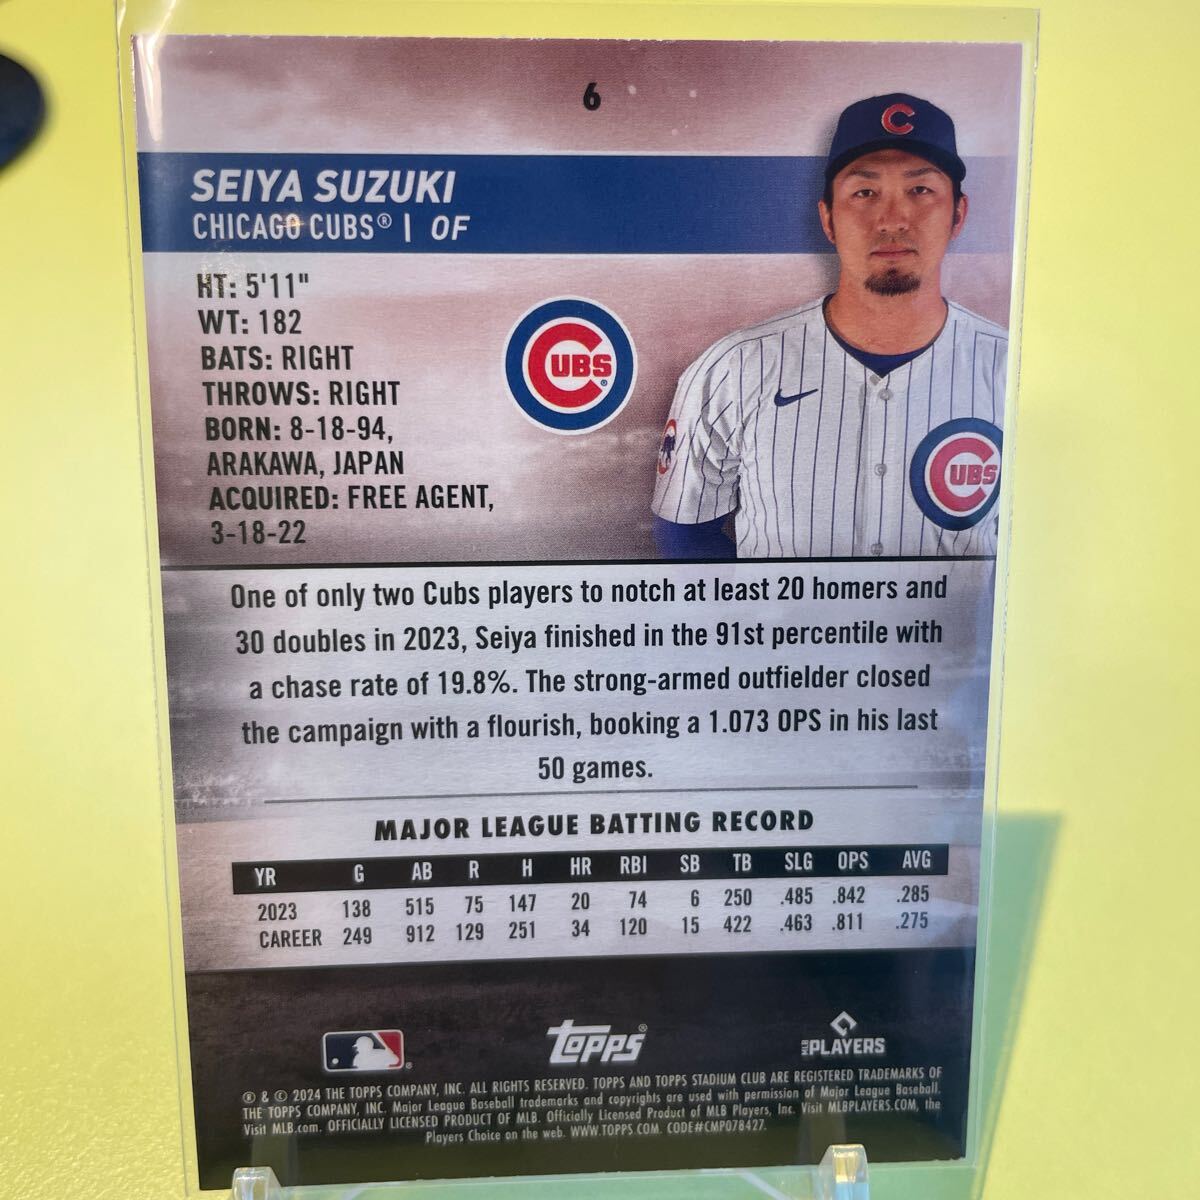 6
SEIYA SUZUKI
CHICAGO CUBS® | OF
HT: 5'11"
WT: 182
BATS: RIGHT
THROWS: RIGHT
BORN: 8-18-94,
ARAKAWA, JAPAN
ACQUIRED: FREE AGENT,
3-18-22
CUBS®
C
CUBS
One of only two Cubs players to notch at least 20 homers and
30 doubles in 2023, Seiya finished in the 91st percentile with
a chase rate of 19.8%. The strong-armed outfielder closed
the campaign with a flourish, booking a 1.073 OPS in his last
50 games.
MAJOR LEAGUE BATTING RECORD
YR G AB R H HR RBI SB TB SLG OPS AVG
2023 138 515 75 147 20 74 6 250 .485 .842 .285
CAREER 249 912 129 251 34 120 15 422 .463 .811 .275
topps®
MLB PLAYERS
® & © 2024 THE TOPPS COMPANY, INC. ALL RIGHTS RESERVED. TOPPS AND TOPPS STADIUM CLUB ARE REGISTERED TRADEMARKS OF
THE TOPPS COMPANY, INC. Major League Baseball trademarks and copyrights are used with permission of Major League Baseball.
Visit MLB.com. OFFICIALLY LICENSED PRODUCT OF MLB. Officially Licensed Product of MLB Players, Inc. Visit MLBPLAYERS.COM, the
Players Choice on the web. WWW.TOPPS.COM. CODE#CMP078427.